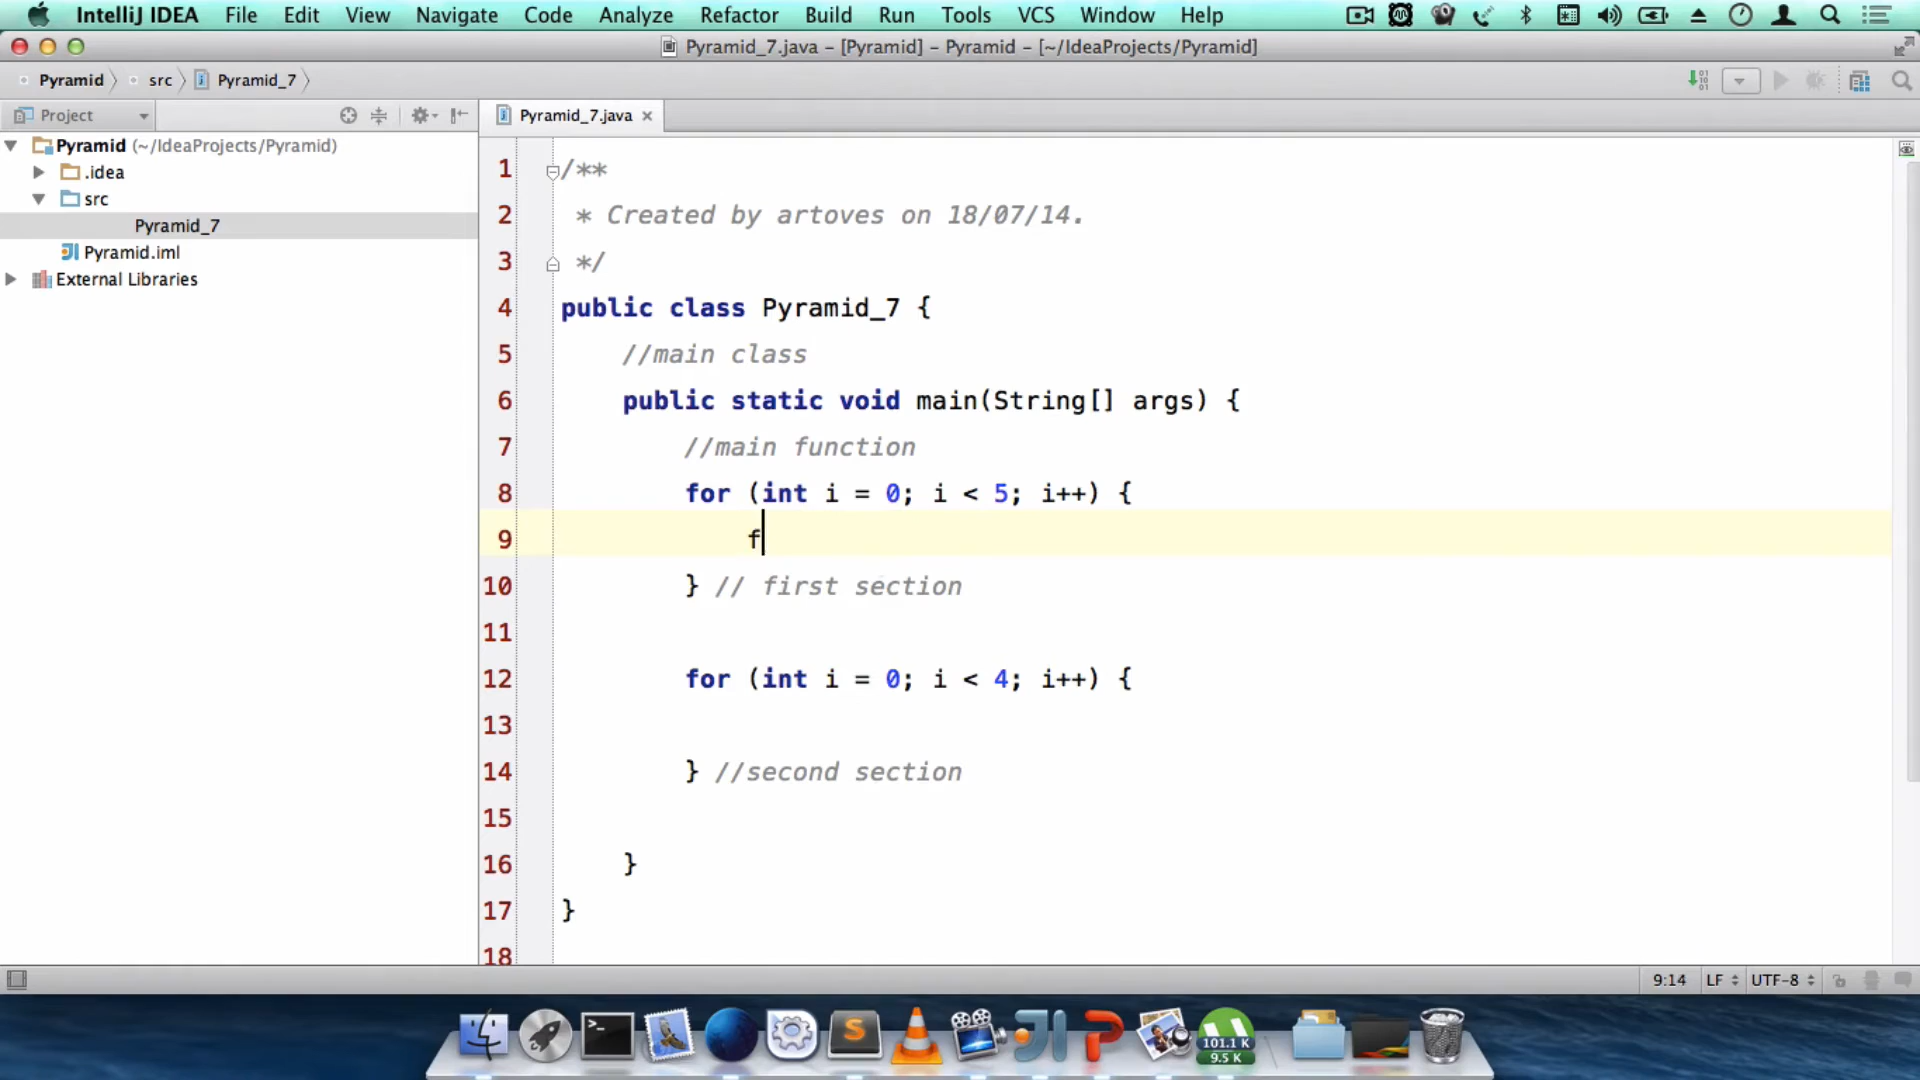 IntelliJ IDEA File Edit View Navigate Code Analyze Refactor Build Run Tools VCS Window Help
Pyramid_7.java – [Pyramid] – Pyramid – [~/IdeaProjects/Pyramid]
Pyramid src Pyramid_7
Project
Pyramid_7.java
Pyramid (~/IdeaProjects/Pyramid)
.idea
src
Pyramid_7
Pyramid.iml
External Libraries
1 /**
2 * Created by artoves on 18/07/14.
3 */
4 public class Pyramid_7 {
5 //main class
6 public static void main(String[] args) {
7 //main function
8 for (int i = 0; i < 5; i++) {
9 f
10 } // first section
11
12 for (int i = 0; i < 4; i++) {
13
14 } //second section
15
16 }
17 }
18
9:14 LF UTF-8
101.1 K
9.5 K